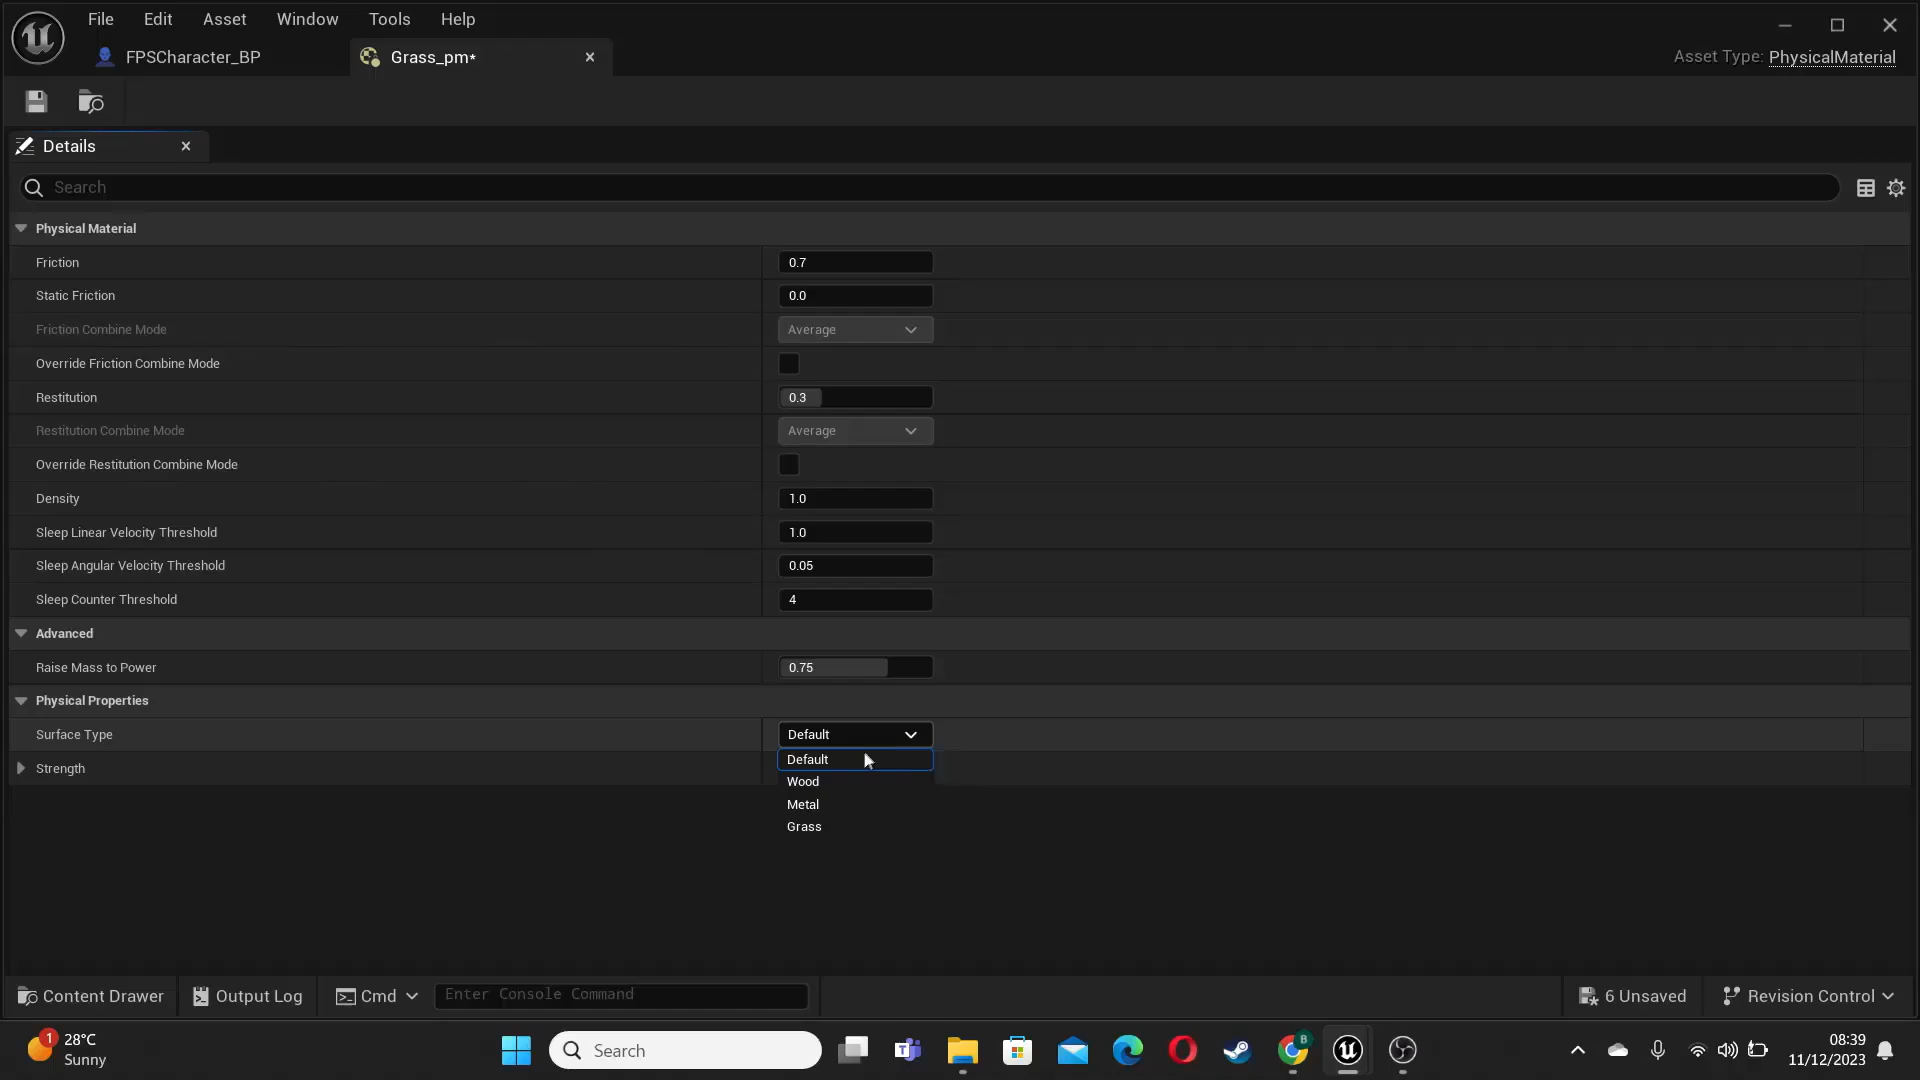 File Edit Asset Window Tools Help
FPSCharacter_BP
Grass_pm*
Asset Type: PhysicalMaterial
Details
Search
Physical Material
Friction 0.7
Static Friction 0.0
Friction Combine Mode Average
Override Friction Combine Mode
Restitution 0.3
Restitution Combine Mode Average
Override Restitution Combine Mode
Density 1.0
Sleep Linear Velocity Threshold 1.0
Sleep Angular Velocity Threshold 0.05
Sleep Counter Threshold 4
Advanced
Raise Mass to Power 0.75
Physical Properties
Surface Type Default
Default
Strength
Wood
Metal
Grass
Content Drawer Output Log Cmd Enter Console Command 6 Unsaved Revision Control
1 28°C
Sunny
Search
B
08:39
11/12/2023